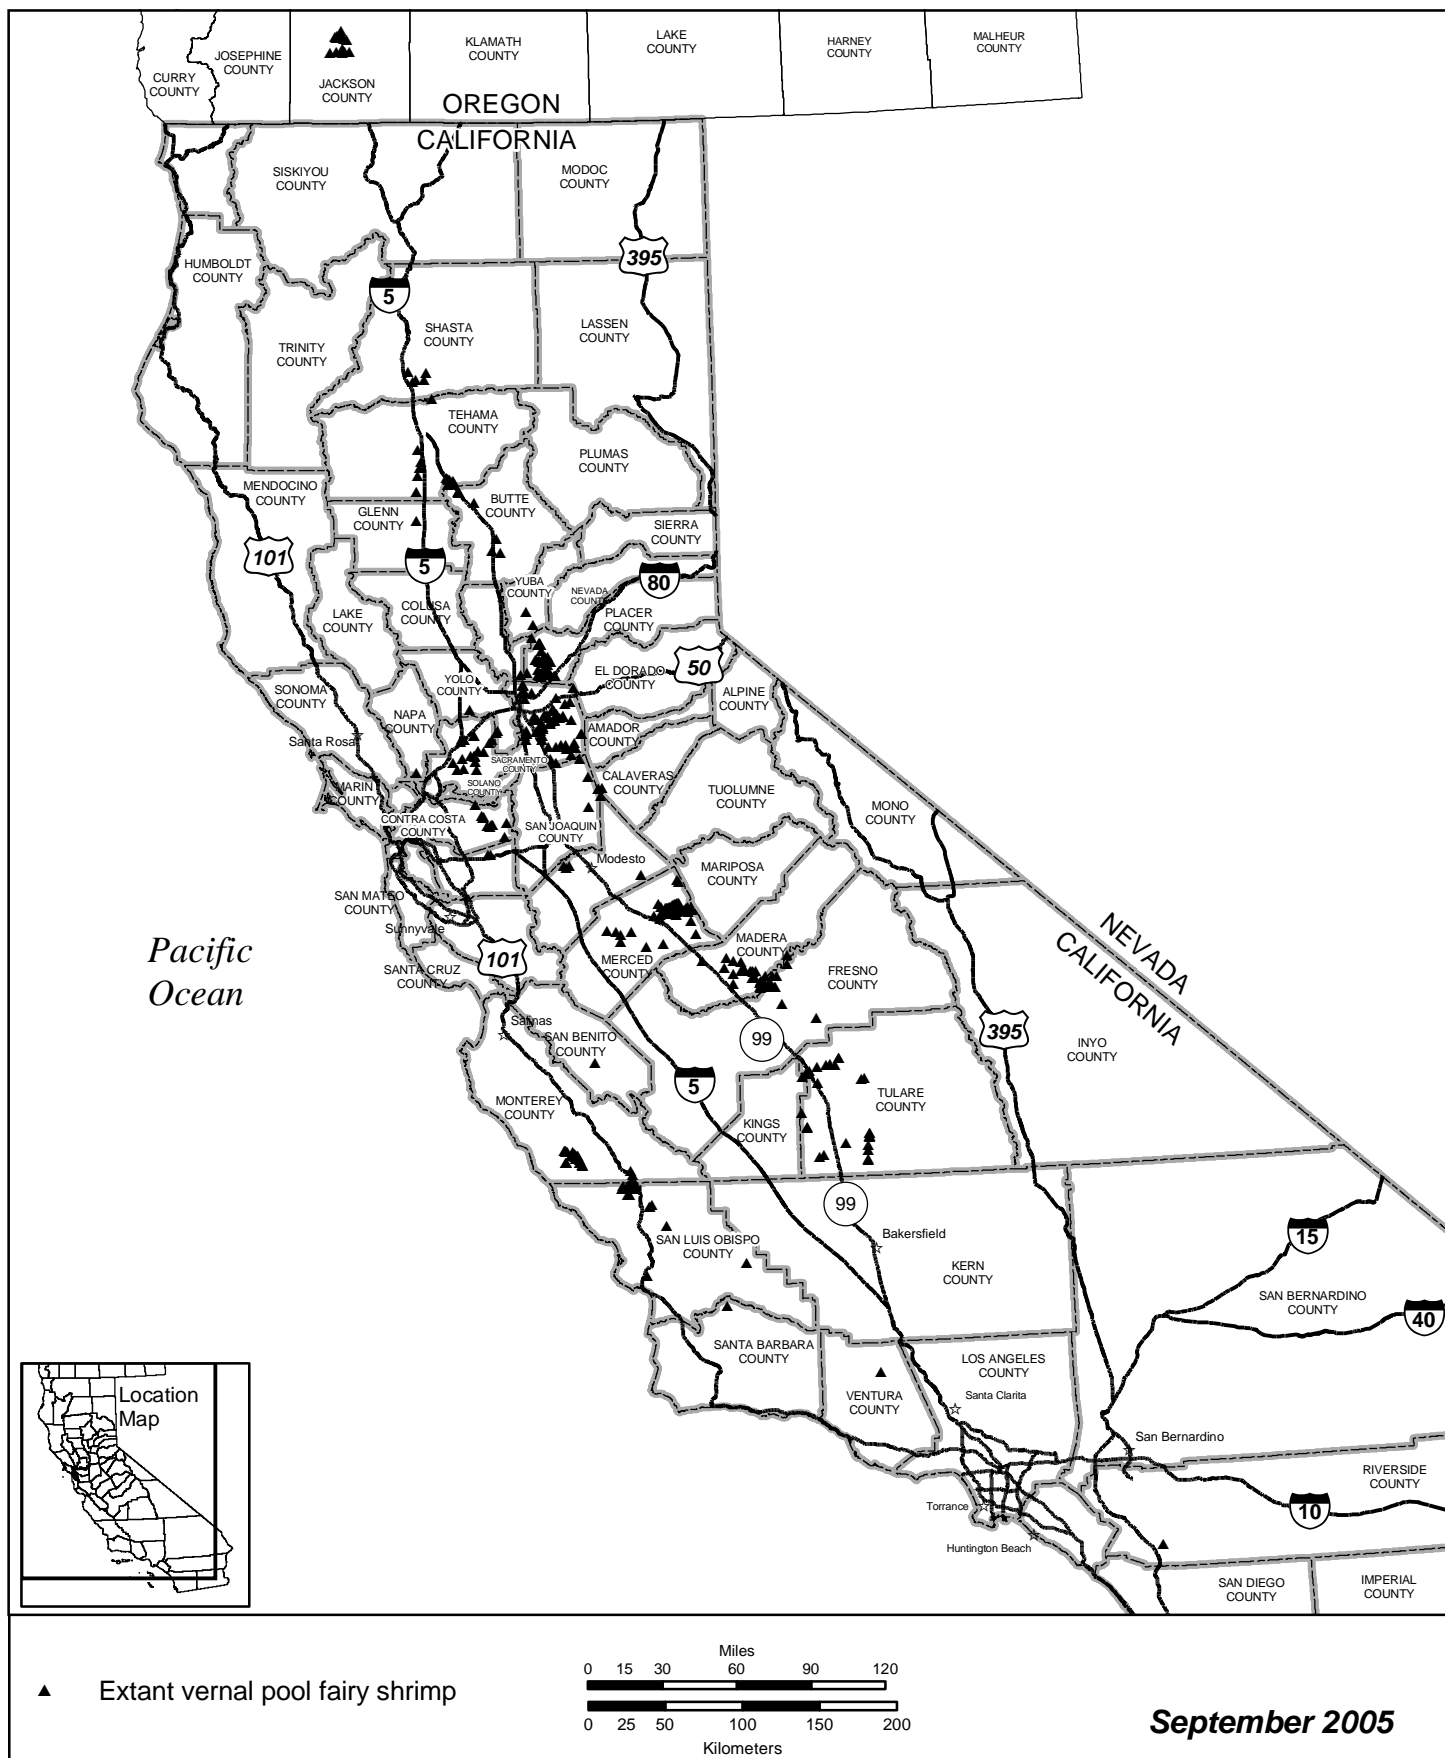 CURRY
COUNTY
JOSEPHINE
COUNTY
JACKSON
COUNTY
KLAMATH
COUNTY
LAKE
COUNTY
HARNEY
COUNTY
MALHEUR
COUNTY
OREGON
CALIFORNIA
SISKIYOU
COUNTY
MODOC
COUNTY
HUMBOLDT
COUNTY
395
5
TRINITY
COUNTY
SHASTA
COUNTY
LASSEN
COUNTY
TEHAMA
COUNTY
PLUMAS
COUNTY
MENDOCINO
COUNTY
GLENN
COUNTY
BUTTE
COUNTY
SIERRA
COUNTY
101
5
80
YUBA
COUNTY
NEVADA
COUNTY
LAKE
COUNTY
COLUSA
COUNTY
PLACER
COUNTY
SONOMA
COUNTY
NAPA
COUNTY
YOLO
COUNTY
EL DORADO
COUNTY
50
ALPINE
COUNTY
Santa Rosa
AMADOR
COUNTY
SACRAMENTO
COUNTY
MARIN
COUNTY
SOLANO
COUNTY
CALAVERAS
COUNTY
TUOLUMNE
COUNTY
MONO
COUNTY
CONTRA COSTA
COUNTY
SAN JOAQUIN
COUNTY
Modesto
MARIPOSA
COUNTY
SAN MATEO
COUNTY
Sunnyvale
NEVADA
CALIFORNIA
Pacific
Ocean
SANTA CRUZ
COUNTY
101
MERCED
COUNTY
MADERA
COUNTY
FRESNO
COUNTY
Salinas
SAN BENITO
COUNTY
99
395
INYO
COUNTY
MONTEREY
COUNTY
5
KINGS
COUNTY
TULARE
COUNTY
99
SAN LUIS OBISPO
COUNTY
Bakersfield
KERN
COUNTY
15
SAN BERNARDINO
COUNTY
40
SANTA BARBARA
COUNTY
VENTURA
COUNTY
LOS ANGELES
COUNTY
Santa Clarita
San Bernardino
RIVERSIDE
COUNTY
10
Torrance
Huntington Beach
SAN DIEGO
COUNTY
IMPERIAL
COUNTY
Location
Map
Extant vernal pool fairy shrimp
Miles
0 15 30 60 90 120
0 25 50 100 150 200
Kilometers
September 2005